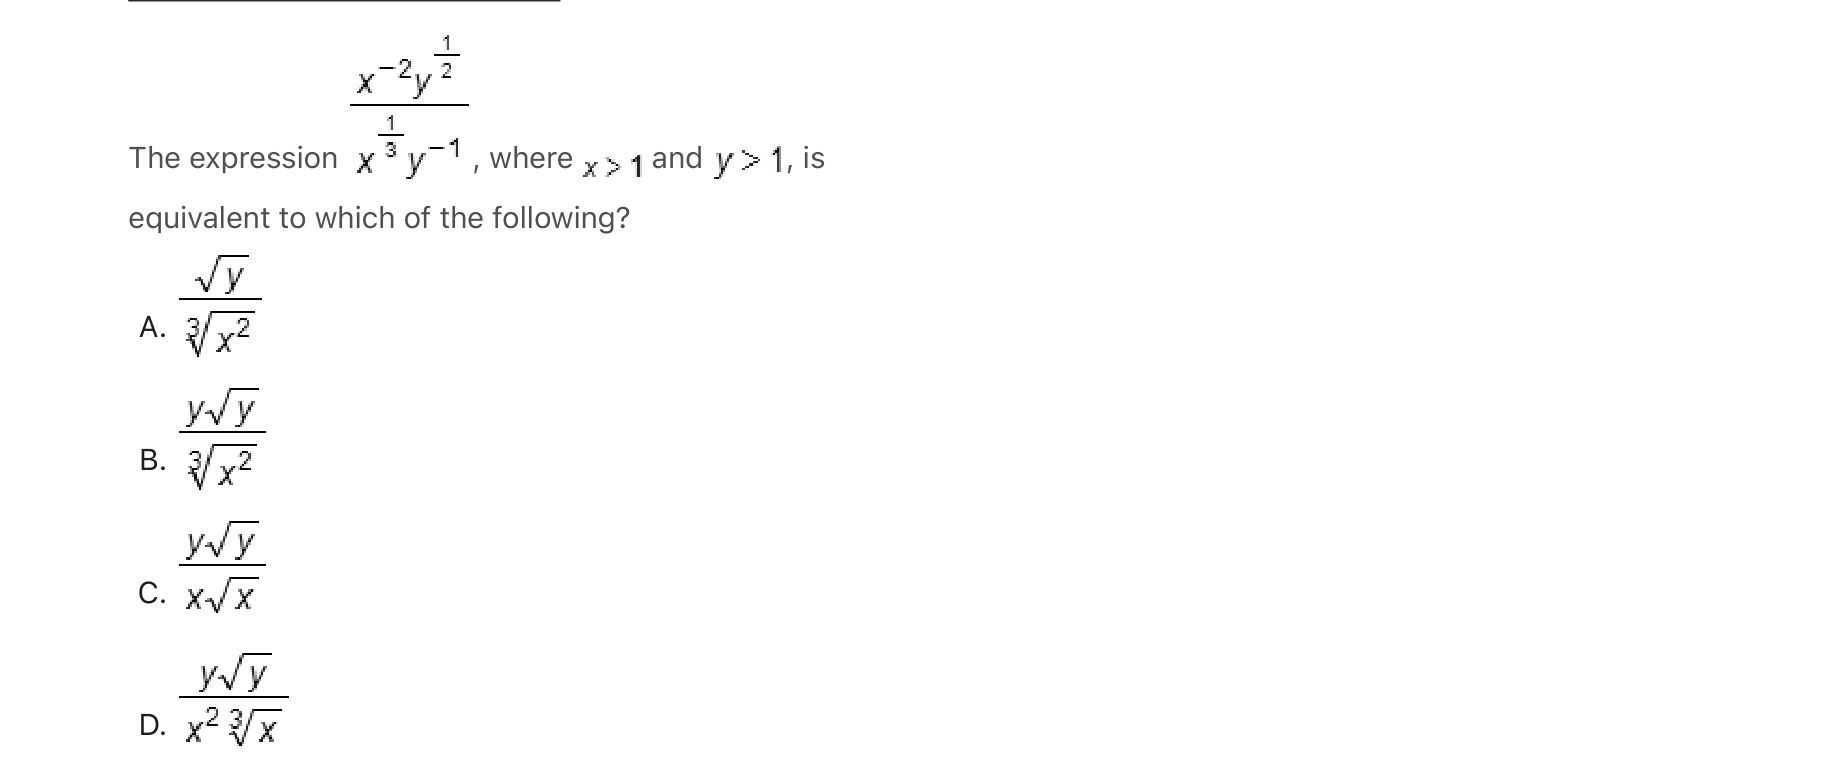 The expression \frac{x^{-2}y^{\frac{1}{2}}}{x^{\frac{1}{3}}y^{-1}}, where x > 1 and y > 1, is
equivalent to which of the following?
A. \frac{\sqrt{y}}{\sqrt[3]{x^2}}
B. \frac{y\sqrt{y}}{\sqrt[3]{x^2}}
C. \frac{y\sqrt{y}}{x\sqrt{x}}
D. \frac{y\sqrt{y}}{x^2\sqrt[3]{x}}